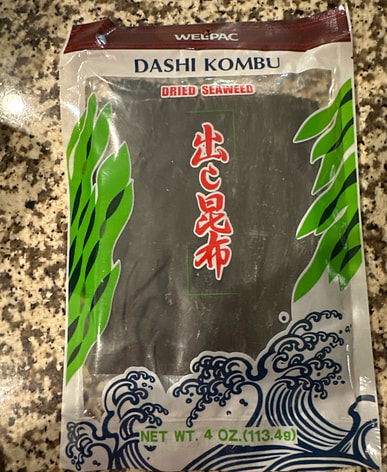 WEL-PAC
DASHI KOMBU
DRIED SEAWEED
出し昆布
NET WT. 4 OZ.(113.4g)